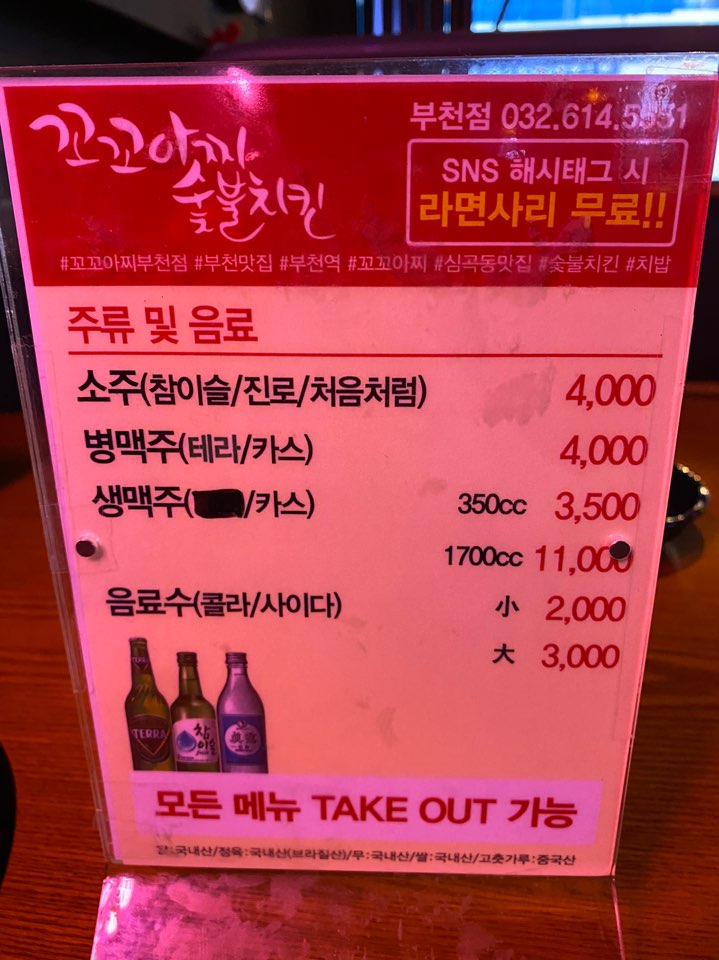 꼬꼬아찌
숯불치킨
부천점
SNS 해시태그 시
라면사리 무료!!
#꼬꼬아찌부천점 #부천맛집 #부천역 #꼬꼬아찌 #심곡동맛집 #숯불치킨 #치밥
주류 및 음료
소주(참이슬/진로/처음처럼) 4,000
병맥주(테라/카스) 4,000
생맥주( /카스) 350cc 3,500
1700cc 11,000
음료수(콜라/사이다) 小 2,000
大 3,000
TERRA
TERRA
참이슬
fresh
眞露
모든 메뉴 TAKE OUT 가능
닭:국내산/정육:국내산(브라질산)/무:국내산/쌀:국내산/고춧가루:중국산